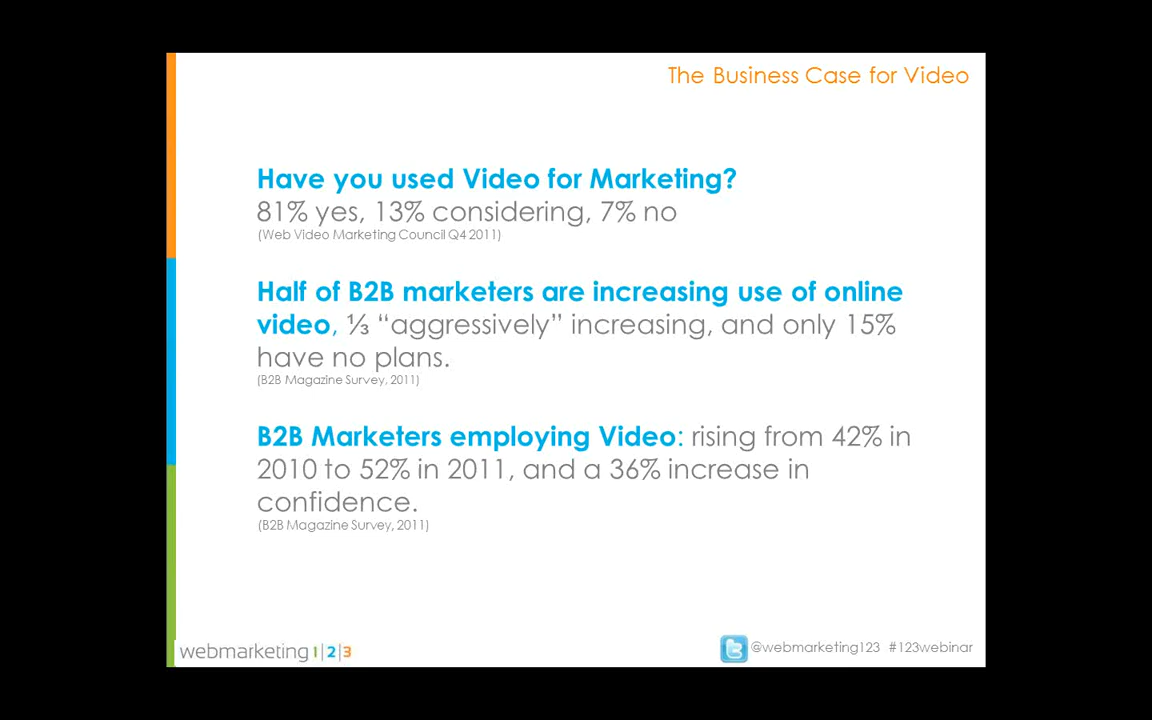 The Business Case for Video
Have you used Video for Marketing?
81% yes, 13% considering, 7% no
(Web Video Marketing Council Q4 2011)
Half of B2B marketers are increasing use of online
video, ⅓ “aggressively” increasing, and only 15%
have no plans.
(B2B Magazine Survey, 2011)
B2B Marketers employing Video: rising from 42% in
2010 to 52% in 2011, and a 36% increase in
confidence.
(B2B Magazine Survey, 2011)
webmarketing 1|2|3
@webmarketing123 #123webinar